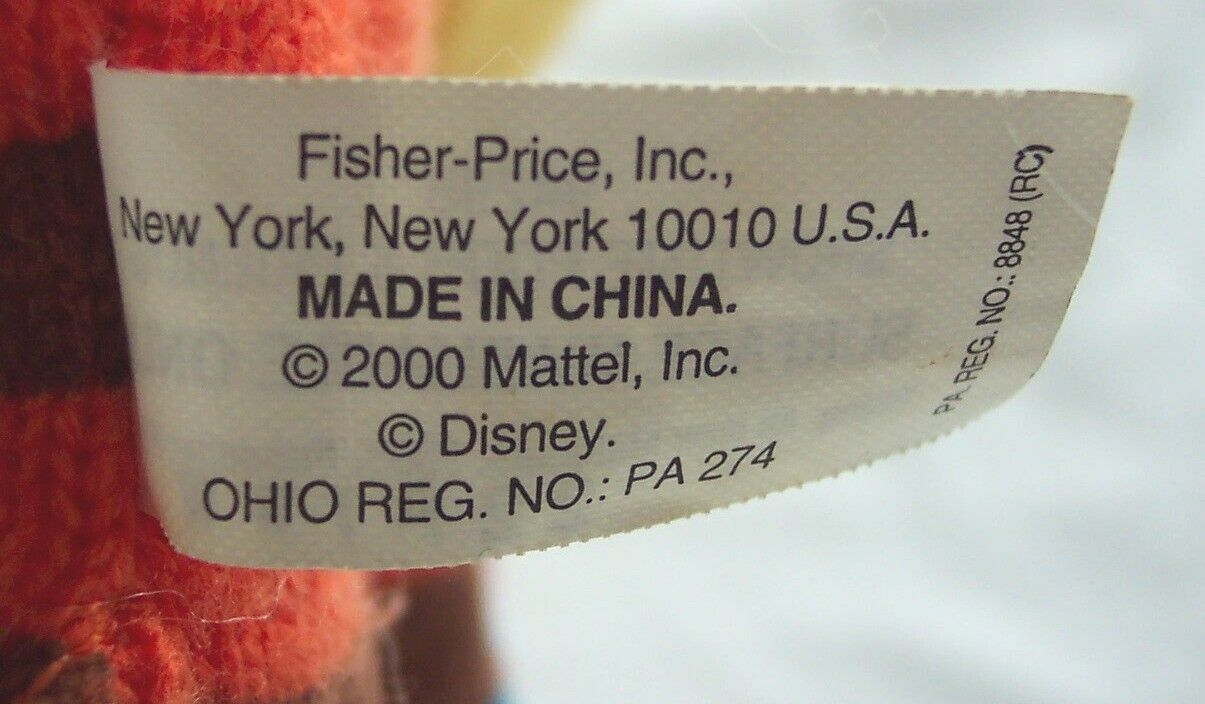 Fisher-Price, Inc.,
New York, New York 10010 U.S.A.
MADE IN CHINA.
© 2000 Mattel, Inc.
© Disney.
OHIO REG. NO.: PA 274
PA. REG. NO.: 8848 (RC)